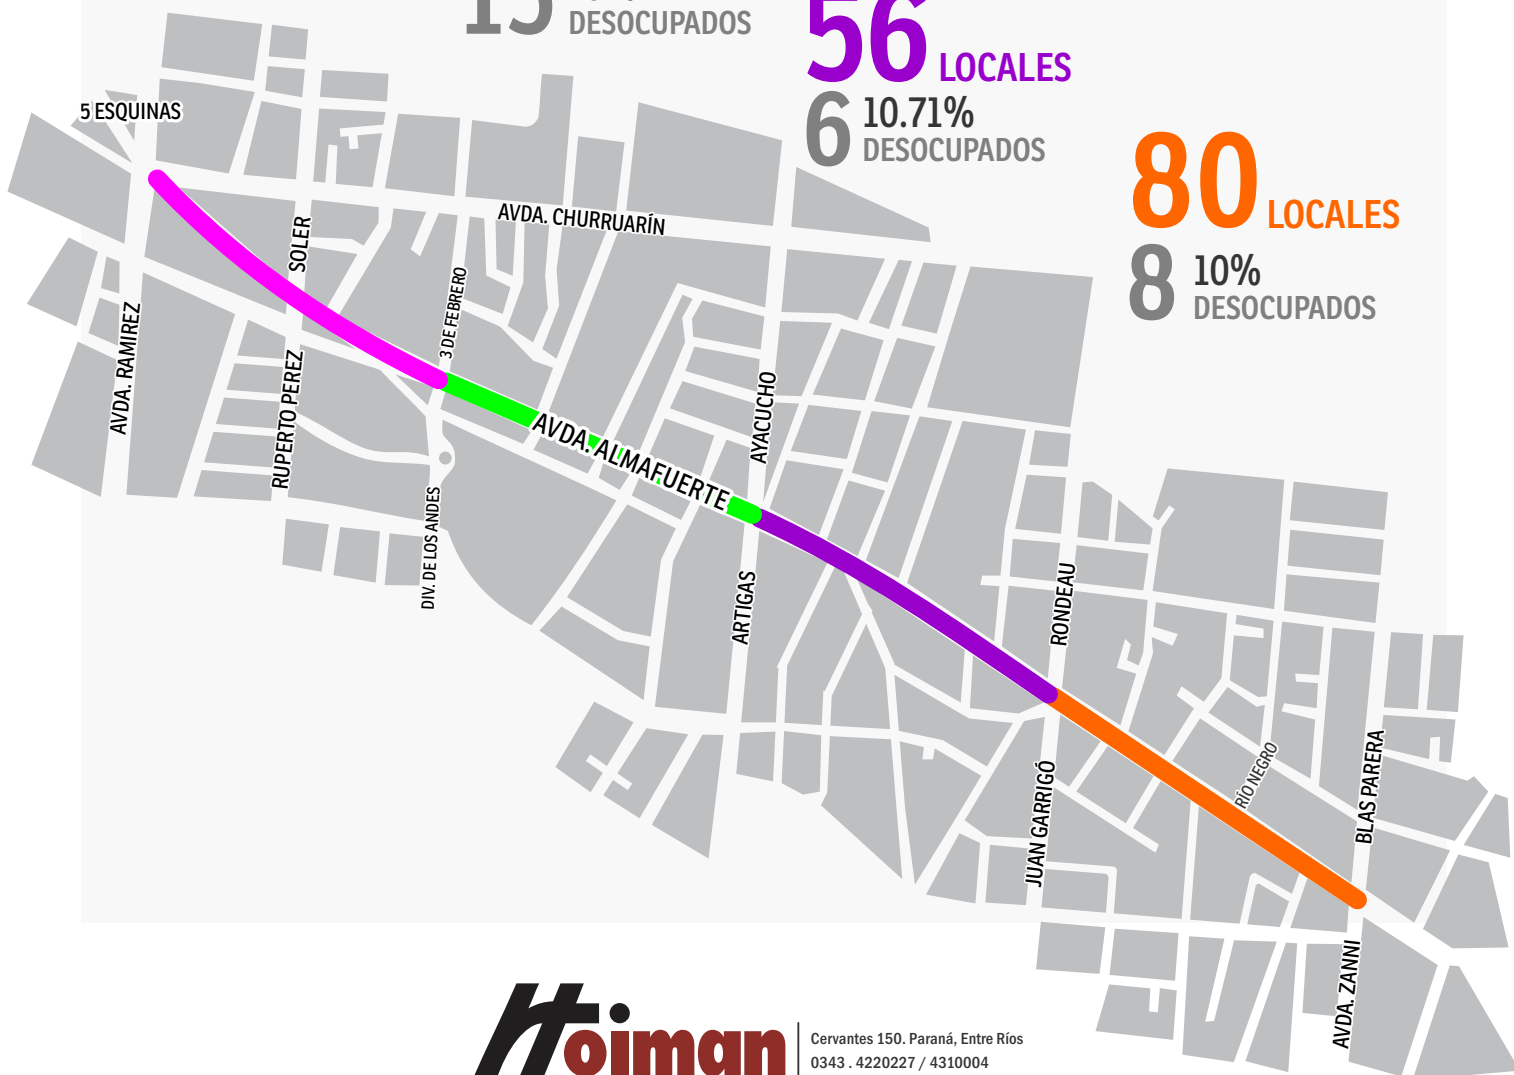 15
DESOCUPADOS
56 LOCALES
6 10.71%
DESOCUPADOS
80 LOCALES
8 10%
DESOCUPADOS
5 ESQUINAS
AVDA. CHURRUARÍN
SOLER
3 DE FEBRERO
AVDA. RAMIREZ
RUPERTO PEREZ
AYACUCHO
AVDA. ALMAFUERTE
DIV. DE LOS ANDES
ARTIGAS
RONDEAU
RÍO NEGRO
BLAS PARERA
JUAN GARRIGÓ
AVDA. ZANNI
Hoiman
Cervantes 150. Paraná, Entre Ríos
0343 . 4220227 / 4310004